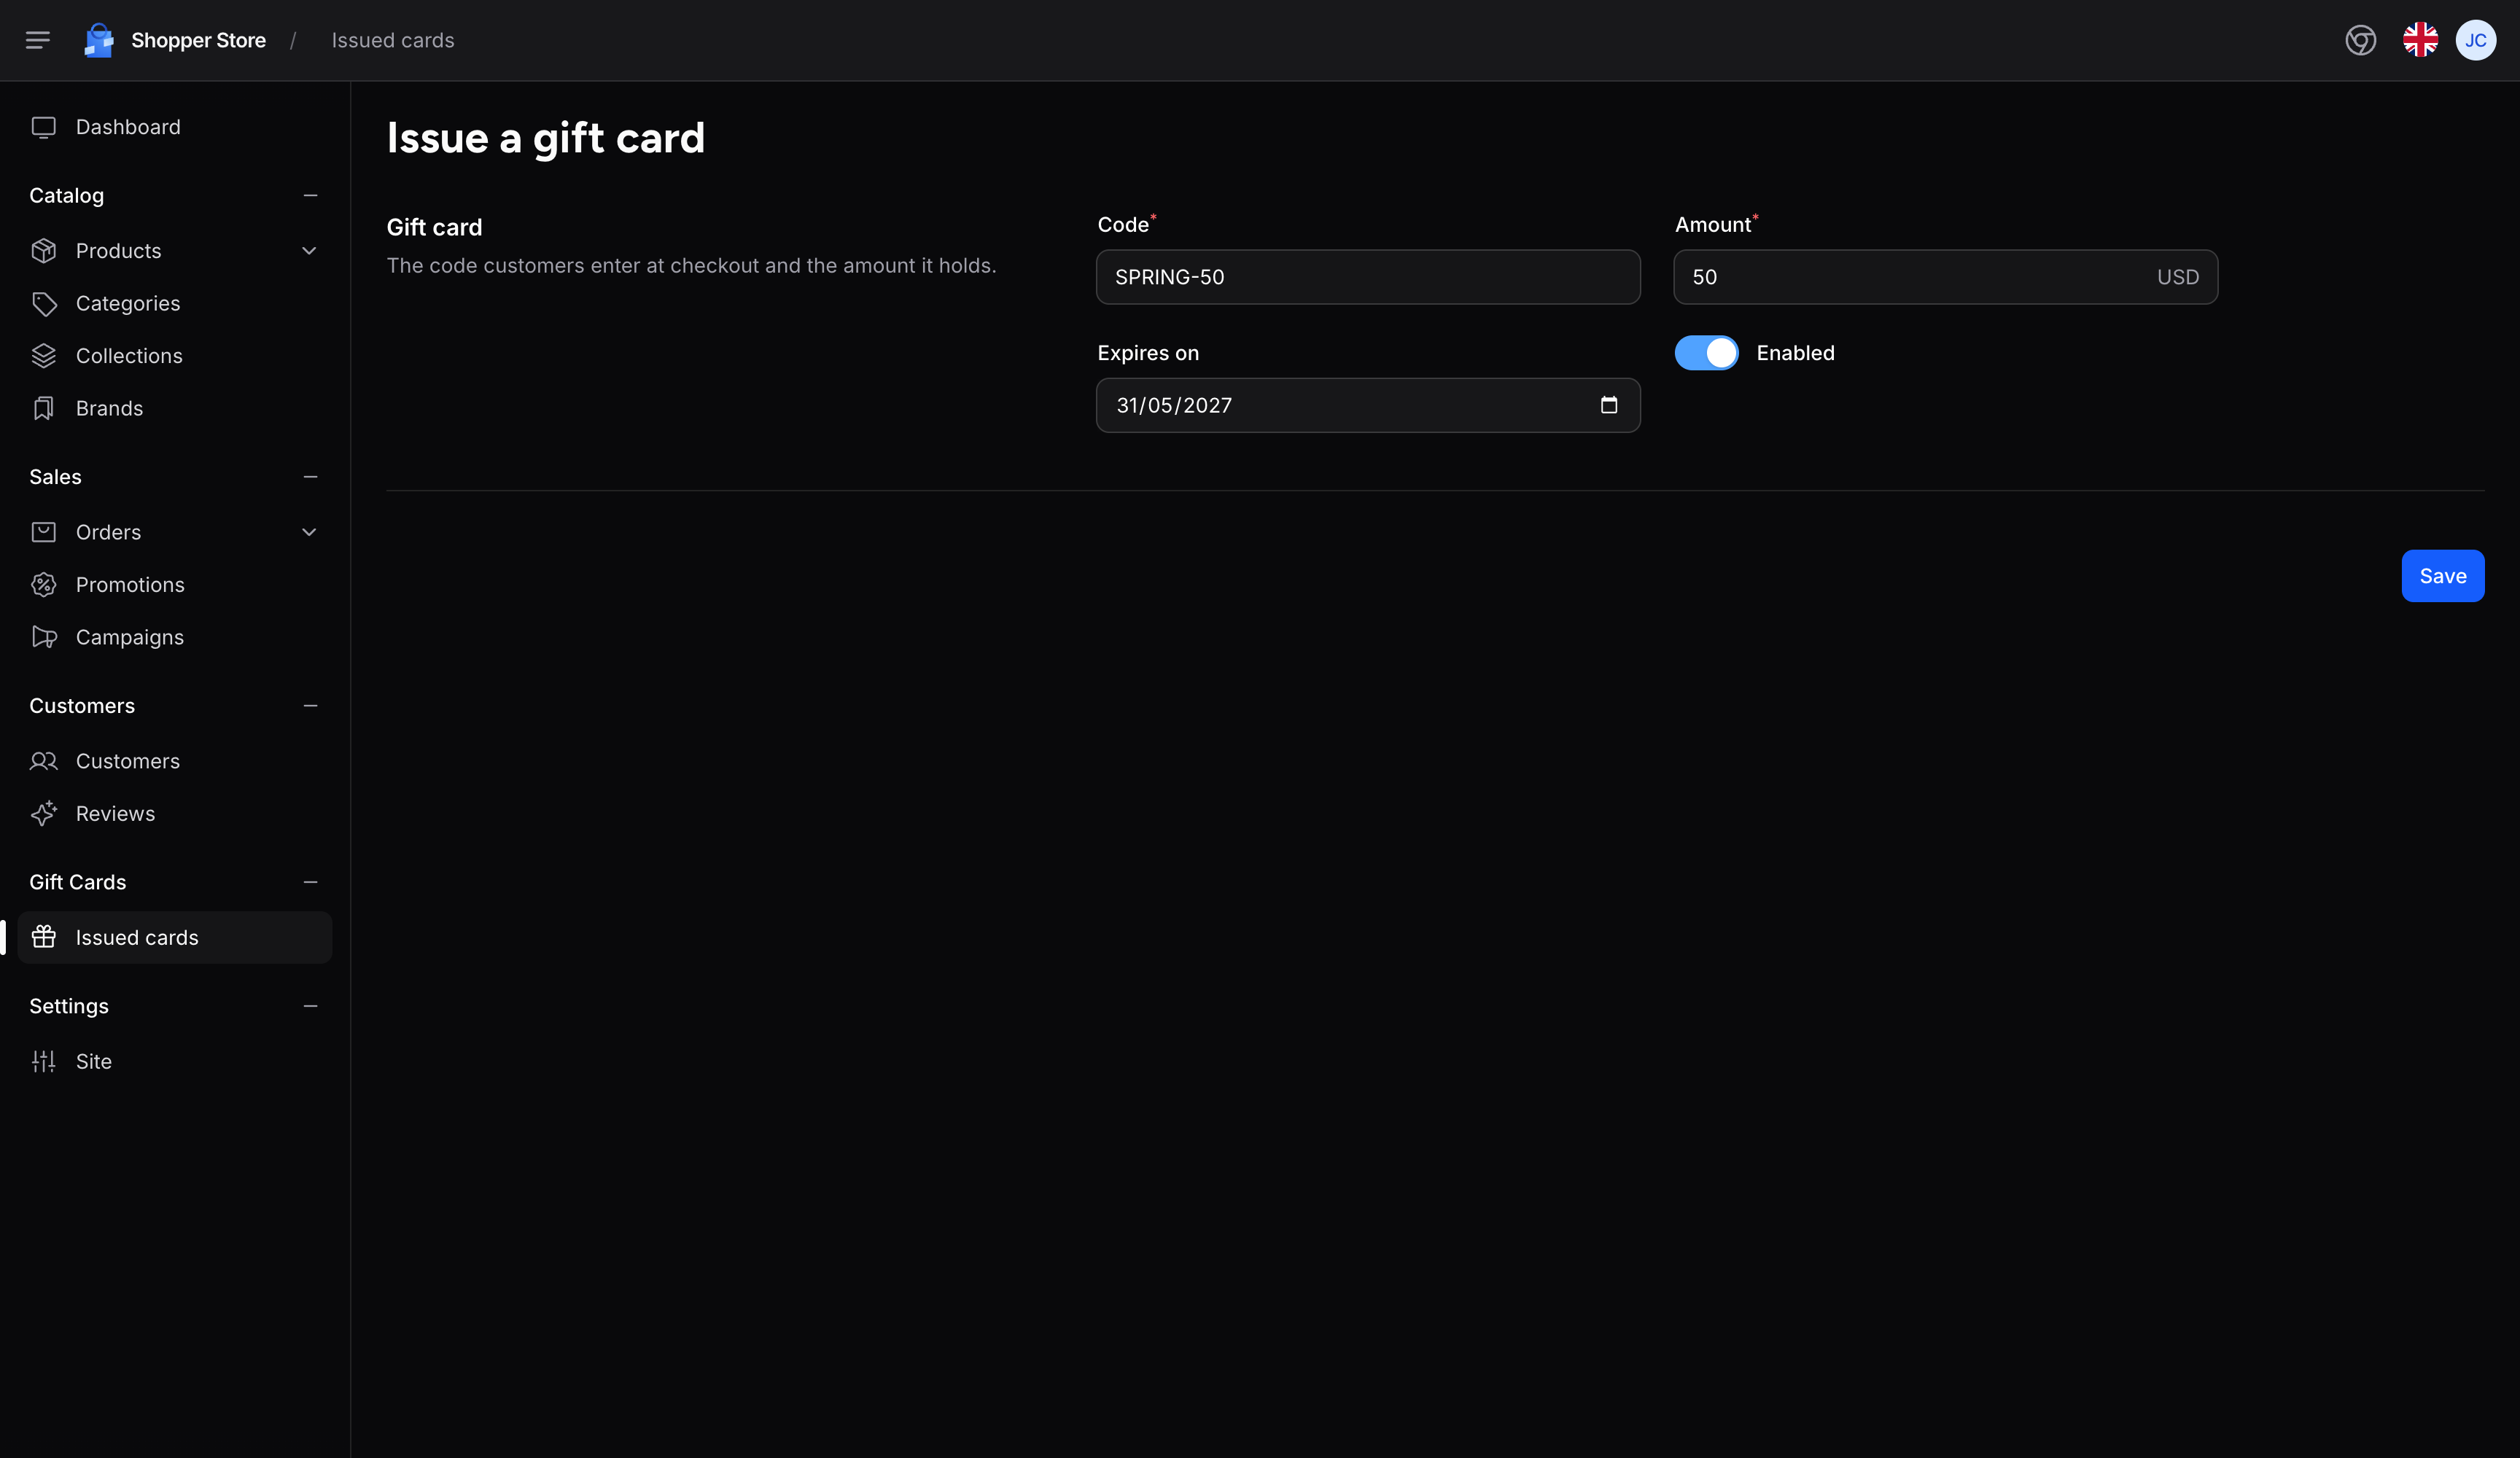 Shopper Store / Issued cards
JC
Dashboard
Catalog
Products
Categories
Collections
Brands
Sales
Orders
Promotions
Campaigns
Customers
Customers
Reviews
Gift Cards
Issued cards
Settings
Site
Issue a gift card
Gift card
The code customers enter at checkout and the amount it holds.
Code*
SPRING-50
Amount*
50 USD
Expires on
31/05/2027
Enabled
Save